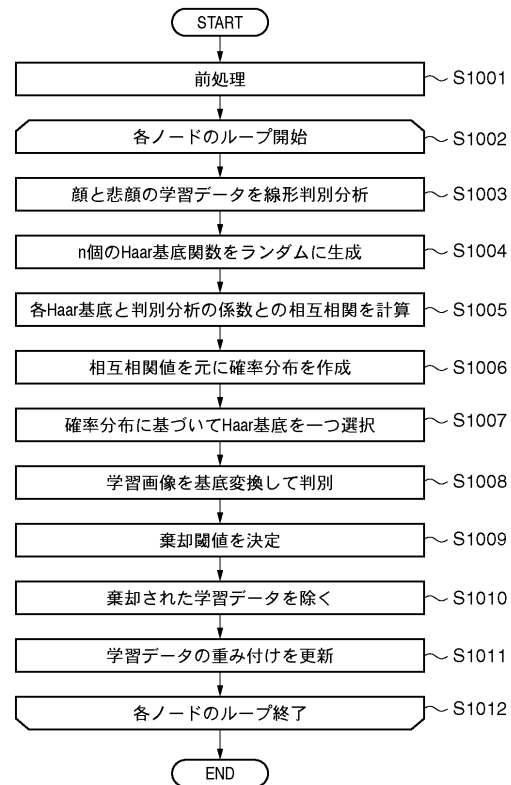 START
前処理
S1001
各ノードのループ開始
S1002
顔と悲顔の学習データを線形判別分析
S1003
n個のHaar基底関数をランダムに生成
S1004
各Haar基底と判別分析の係数との相互相関を計算
S1005
相互相関値を元に確率分布を作成
S1006
確率分布に基づいてHaar基底を一つ選択
S1007
学習画像を基底変換して判別
S1008
棄却閾値を決定
S1009
棄却された学習データを除く
S1010
学習データの重み付けを更新
S1011
各ノードのループ終了
S1012
END